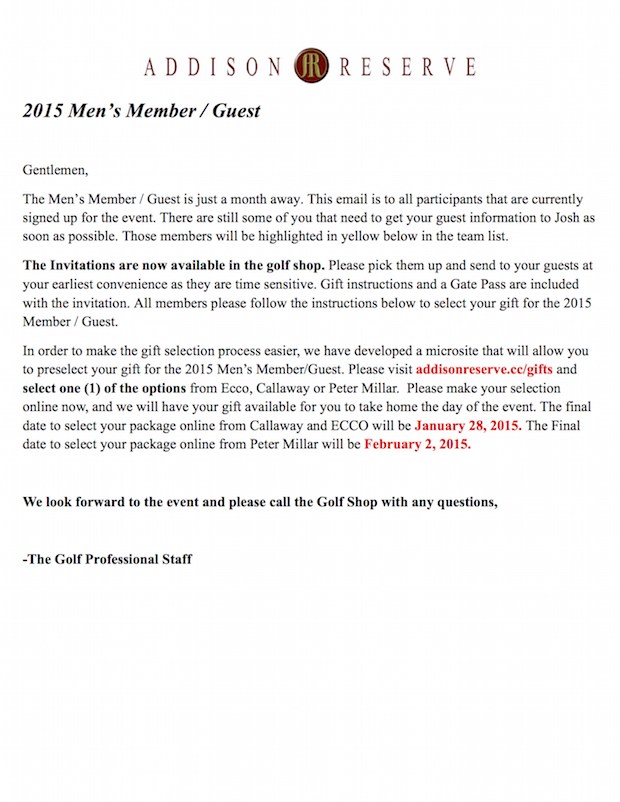 ADDISON R RESERVE
2015 Men's Member / Guest
Gentlemen,
The Men's Member / Guest is just a month away. This email is to all participants that are currently
signed up for the event. There are still some of you that need to get your guest information to Josh as
soon as possible. Those members will be highlighted in yellow below in the team list.
The Invitations are now available in the golf shop. Please pick them up and send to your guests at
your earliest convenience as they are time sensitive. Gift instructions and a Gate Pass are included
with the invitation. All members please follow the instructions below to select your gift for the 2015
Member / Guest.
In order to make the gift selection process easier, we have developed a microsite that will allow you
to preselect your gift for the 2015 Men's Member/Guest. Please visit addisonreserve.cc/gifts and
select one (1) of the options from Ecco, Callaway or Peter Millar.  Please make your selection
online now, and we will have your gift available for you to take home the day of the event. The final
date to select your package online from Callaway and ECCO will be January 28, 2015. The Final
date to select your package online from Peter Millar will be February 2, 2015.
We look forward to the event and please call the Golf Shop with any questions,
-The Golf Professional Staff